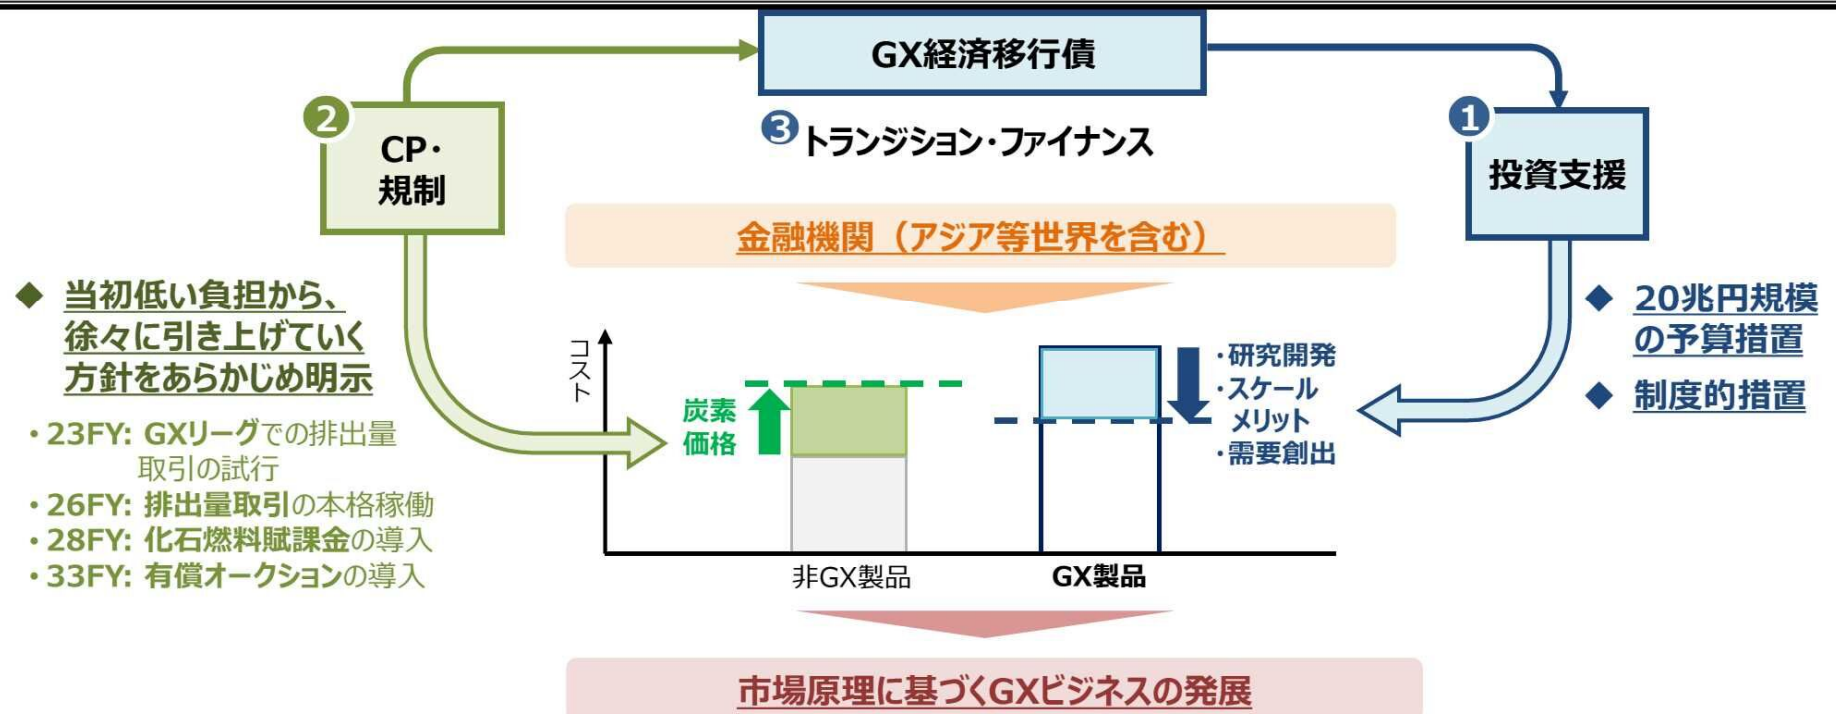 GX経済移行債
❷
CP・
規制
❸トランジション・ファイナンス
❶
投資支援
金融機関（アジア等世界を含む）
◆ 当初低い負担から、
徐々に引き上げていく
方針をあらかじめ明示
・23FY: GXリーグでの排出量
取引の試行
・26FY: 排出量取引の本格稼働
・28FY: 化石燃料賦課金の導入
・33FY: 有償オークションの導入
コスト
炭素
価格
非GX製品
GX製品
・研究開発
・スケール
メリット
・需要創出
◆ 20兆円規模
の予算措置
◆ 制度的措置
市場原理に基づくGXビジネスの発展